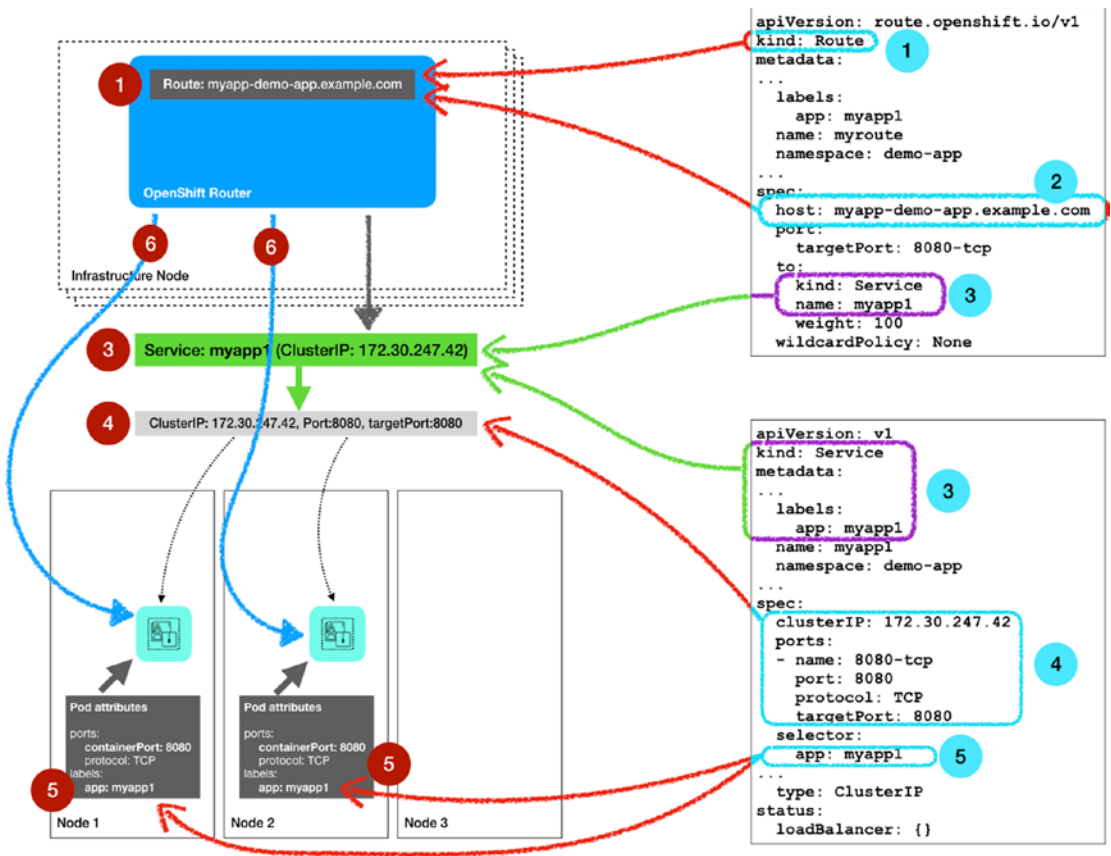 1
Route: myapp-demo-app.example.com
OpenShift Router
6
6
Infrastructure Node
3
Service: myapp1 (ClusterIP: 172.30.247.42)
4
ClusterIP: 172.30.247.42, Port:8080, targetPort:8080
Pod attributes
ports:
containerPort: 8080
protocol: TCP
labels:
app: myapp1
5
Node 1
Pod attributes
ports:
containerPort: 8080
protocol: TCP
labels:
app: myapp1
5
Node 2
Node 3
apiVersion: route.openshift.io/v1
kind: Route
1
metadata:
...
labels:
app: myapp1
name: myroute
namespace: demo-app
...
2
spec:
host: myapp-demo-app.example.com
port:
targetPort: 8080-tcp
to:
kind: Service
name: myapp1
3
weight: 100
wildcardPolicy: None
apiVersion: v1
kind: Service
metadata:
...
3
labels:
app: myapp1
name: myapp1
namespace: demo-app
...
spec:
clusterIP: 172.30.247.42
ports:
- name: 8080-tcp
port: 8080
4
protocol: TCP
targetPort: 8080
selector:
app: myapp1
5
...
type: ClusterIP
status:
loadBalancer: {}